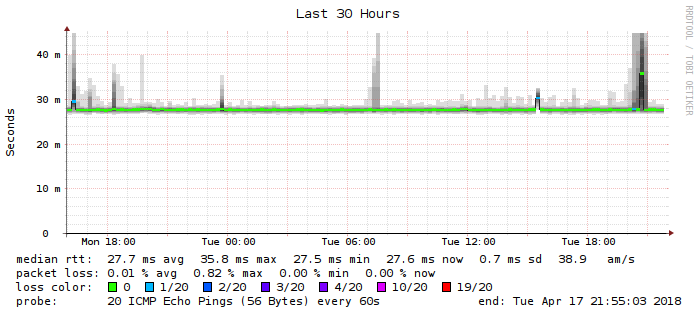 Last 30 Hours
RRDTOOL / TOBI OETIKER
Seconds
40 m
30 m
20 m
10 m
0
Mon 18:00 Tue 00:00 Tue 06:00 Tue 12:00 Tue 18:00
median rtt: 27.7 ms avg 35.8 ms max 27.5 ms min 27.6 ms now 0.7 ms sd 38.9 am/s
packet loss: 0.01 % avg 0.82 % max 0.00 % min 0.00 % now
loss color: 0 1/20 2/20 3/20 4/20 10/20 19/20
probe: 20 ICMP Echo Pings (56 Bytes) every 60s end: Tue Apr 17 21:55:03 2018